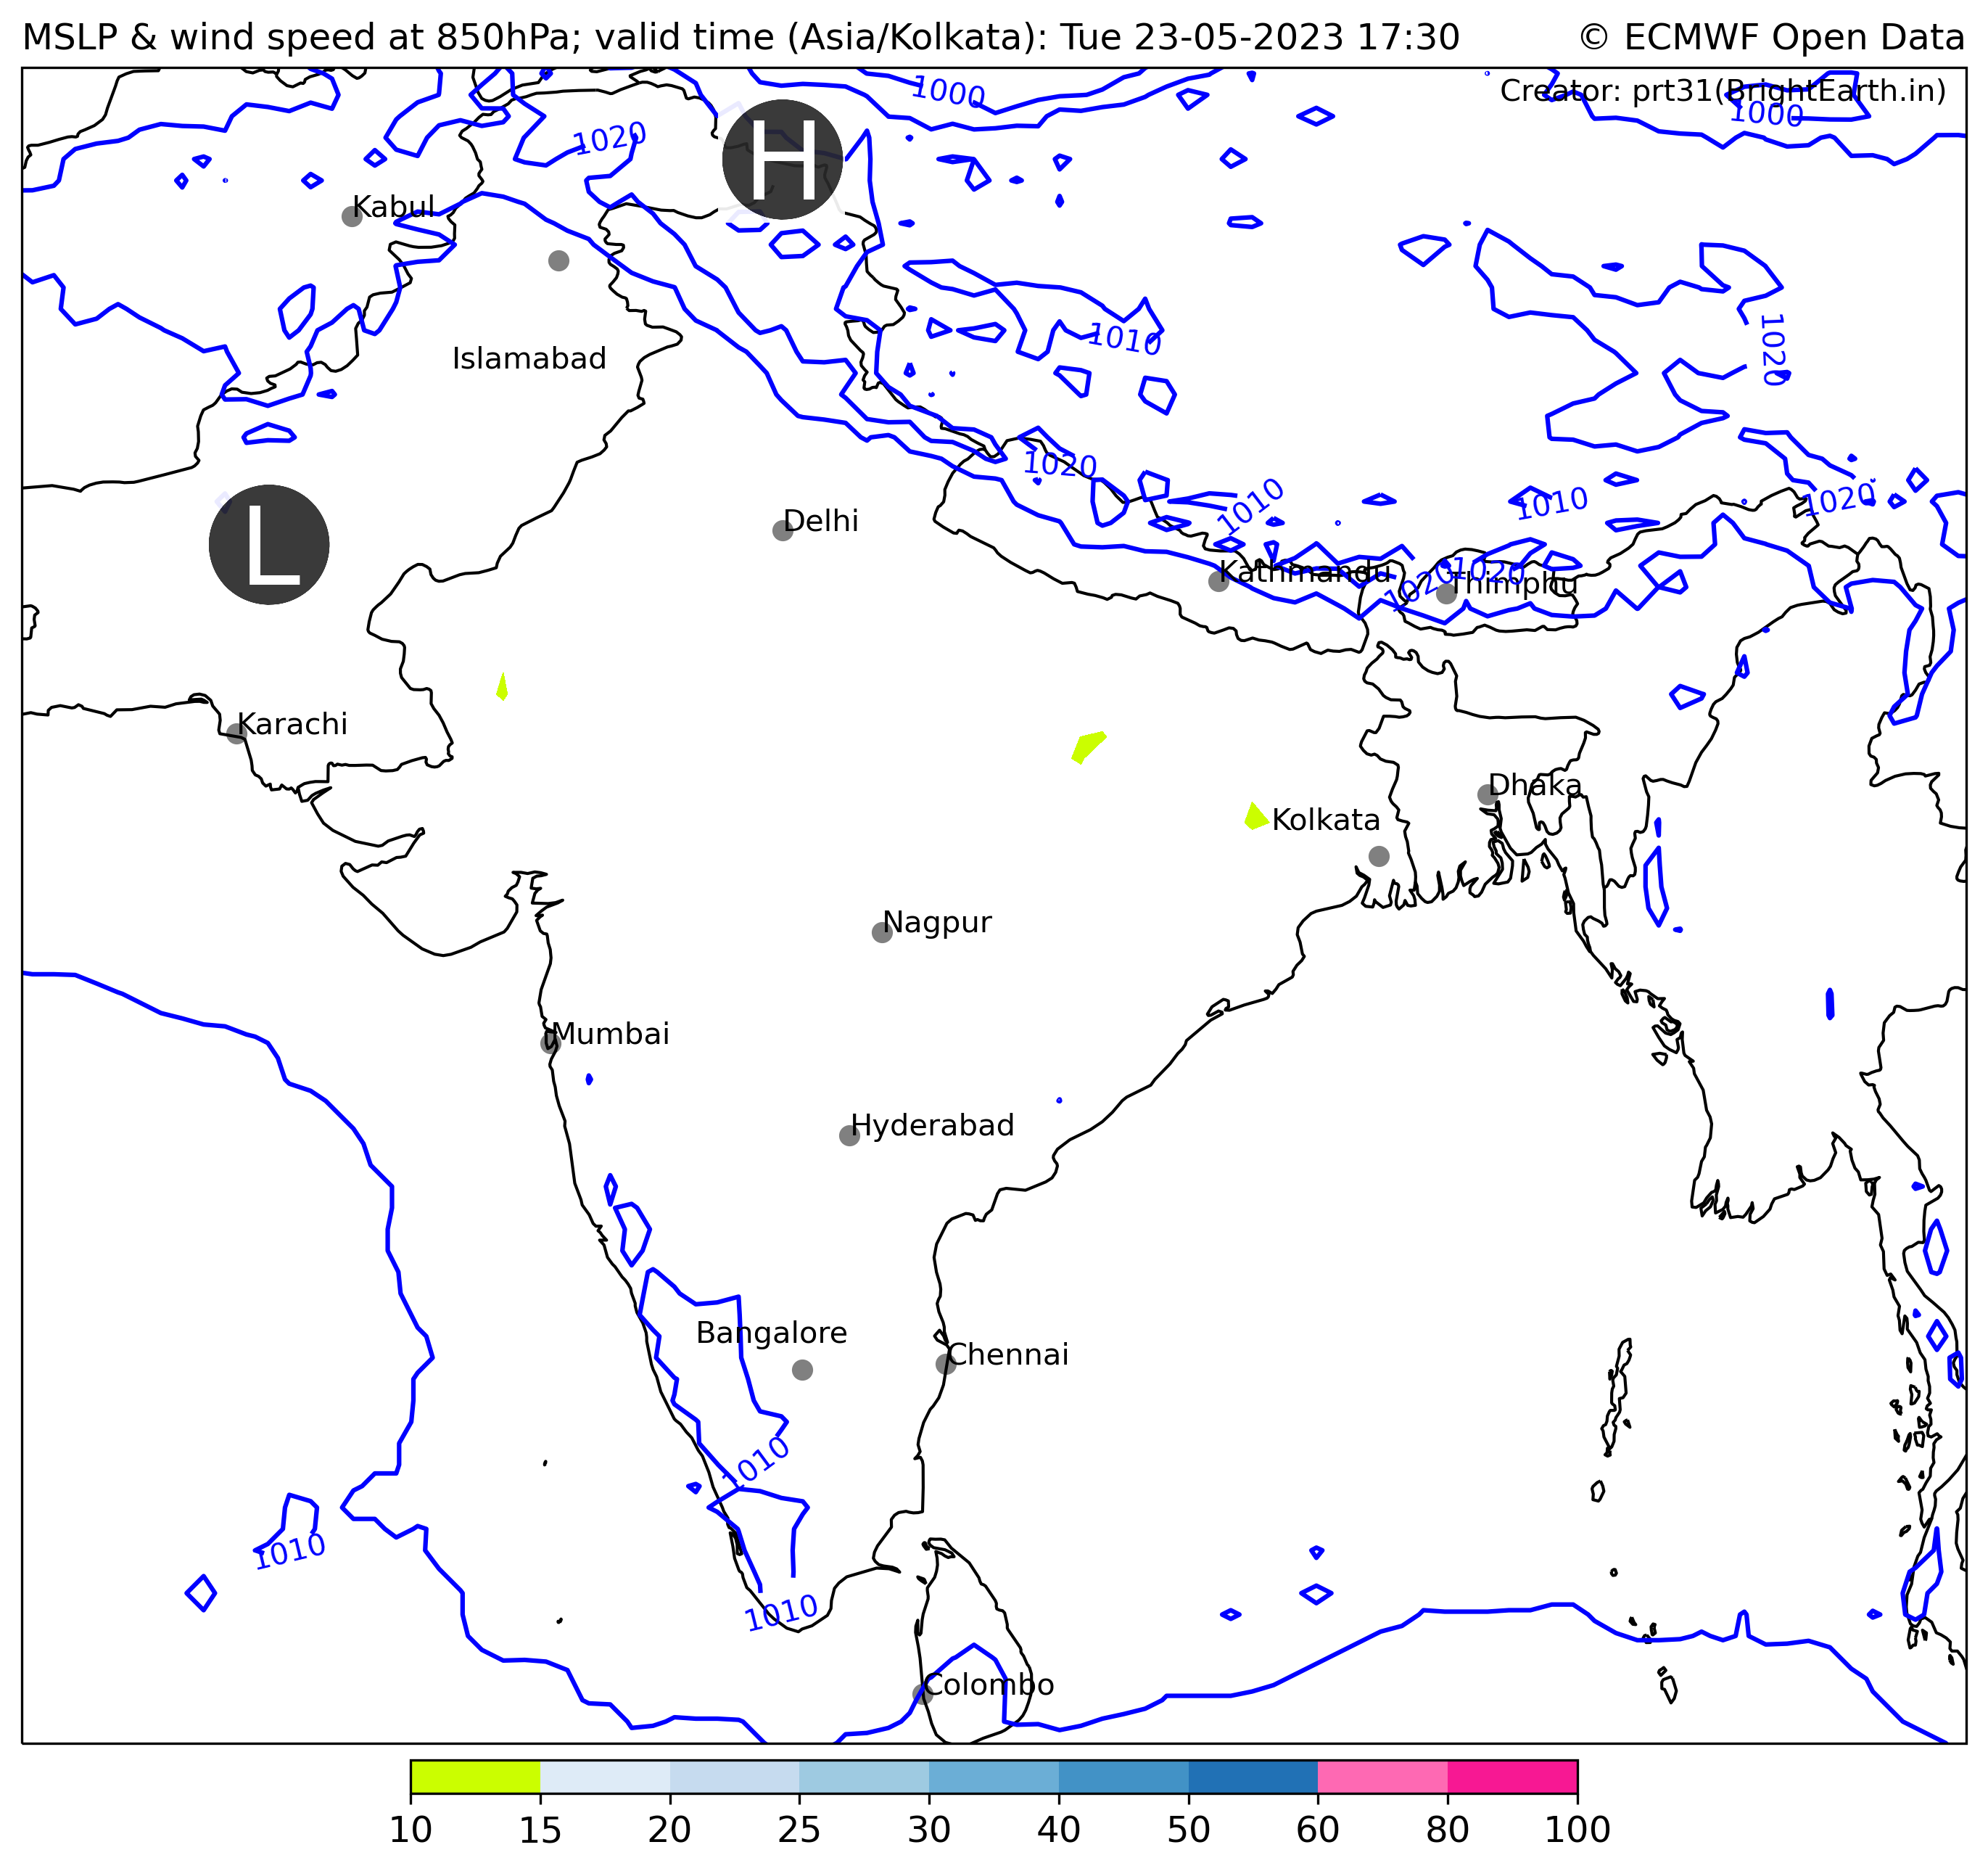 MSLP & wind speed at 850hPa; valid time (Asia/Kolkata): Tue 23-05-2023 17:30
© ECMWF Open Data
Creator: prt31(BrightEarth.in)
1000
1000
1020
H
Kabul
1010
1020
Islamabad
1020
1010
1010
1020
L
Delhi
Kathmandu
1020
1020
Thimphu
Karachi
Dhaka
Kolkata
Nagpur
Mumbai
Hyderabad
Bangalore
Chennai
1010
1010
1010
Colombo
10 15 20 25 30 40 50 60 80 100